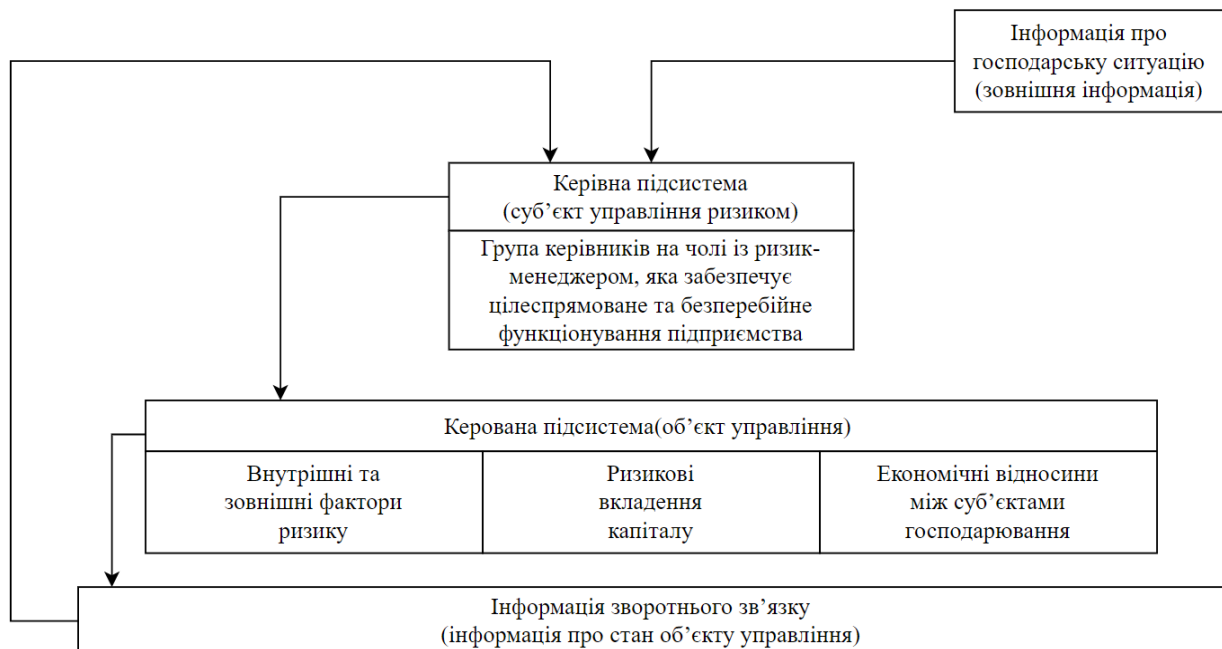 Інформація про
господарську ситуацію
(зовнішня інформація)
Керівна підсистема
(суб’єкт управління ризиком)
Група керівників на чолі із ризик-
менеджером, яка забезпечує
цілеспрямоване та безперебійне
функціонування підприємства
Керована підсистема(об’єкт управління)
Внутрішні та
зовнішні фактори
ризику
Ризикові
вкладення
капіталу
Економічні відносини
між суб’єктами
господарювання
Інформація зворотнього зв’язку
(інформація про стан об’єкту управління)